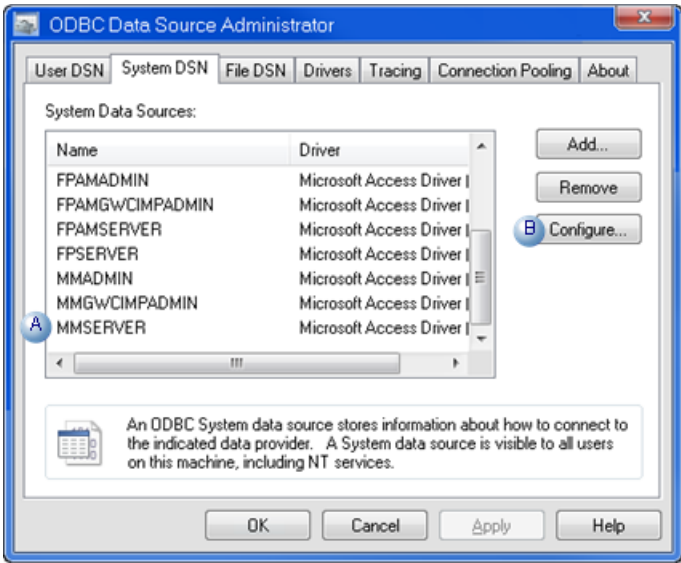 ODBC Data Source Administrator
User DSN System DSN File DSN Drivers Tracing Connection Pooling About
System Data Sources:
Name Driver
FPAMADMIN Microsoft Access Driver
FPAMGWCIMPADMIN Microsoft Access Driver
FPAMSERVER Microsoft Access Driver
FPSERVER Microsoft Access Driver
MMADMIN Microsoft Access Driver
MMGWCIMPADMIN Microsoft Access Driver
A MMSERVER Microsoft Access Driver
Add...
Remove
B Configure...
An ODBC System data source stores information about how to connect to
the indicated data provider. A System data source is visible to all users
on this machine, including NT services.
OK Cancel Apply Help